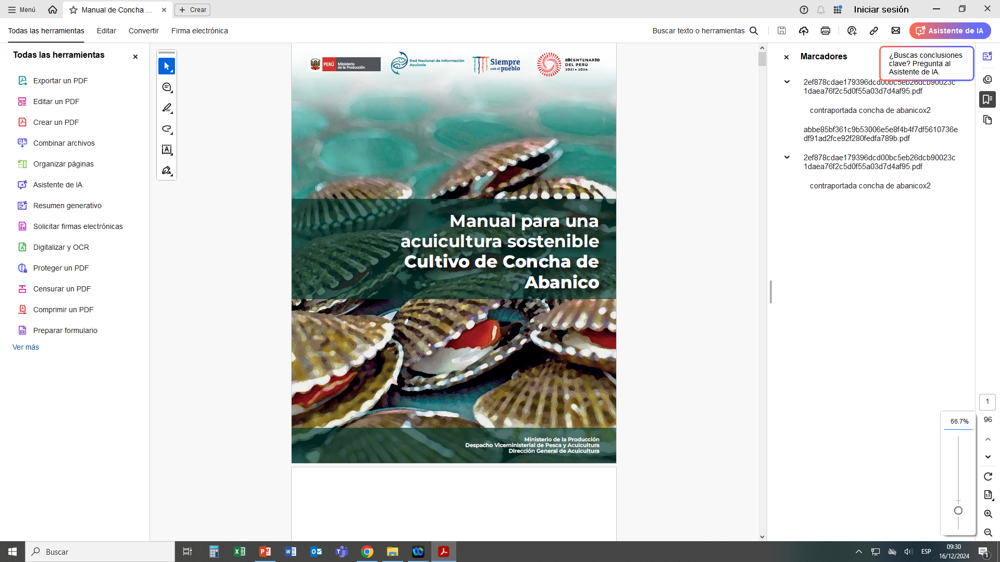 Menú
Manual de Concha ...
Crear
Iniciar sesión
Todas las herramientas
Editar
Convertir
Firma electrónica
Buscar texto o herramientas
Asistente de IA
Todas las herramientas
Exportar un PDF
Editar un PDF
Crear un PDF
Combinar archivos
Organizar páginas
Asistente de IA
Resumen generativo
Solicitar firmas electrónicas
Digitalizar y OCR
Proteger un PDF
Censurar un PDF
Comprimir un PDF
Preparar formulario
Ver más
PERÚ
Ministerio
de la Producción
Red Nacional de Información
Acuícola
Siempre
con el pueblo
BICENTENARIO
DEL PERÚ
2021 - 2024
Manual para una
acuicultura sostenible
Cultivo de Concha de
Abanico
Ministerio de la Producción
Despacho Viceministerial de Pesca y Acuicultura
Dirección General de Acuicultura
Marcadores
¿Buscas conclusiones
clave? Pregunta al
Asistente de IA.
2ef878cdae179396dcd00bc5eb26dcb90023c
1daea76f2c5d0f55a03d7d4af95.pdf
contraportada concha de abanicox2
abbe85bf361c9b53006e5e8f4b4f7df5610736e
df91ad2fce92f280fedfa789b.pdf
2ef878cdae179396dcd00bc5eb26dcb90023c
1daea76f2c5d0f55a03d7d4af95.pdf
contraportada concha de abanicox2
1
96
66.7%
Buscar
ESP
09:30
16/12/2024
1